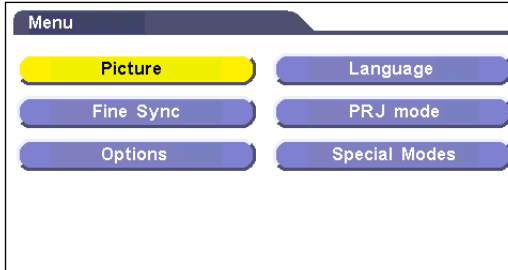 Menu
Picture
Language
Fine Sync
PRJ mode
Options
Special Modes